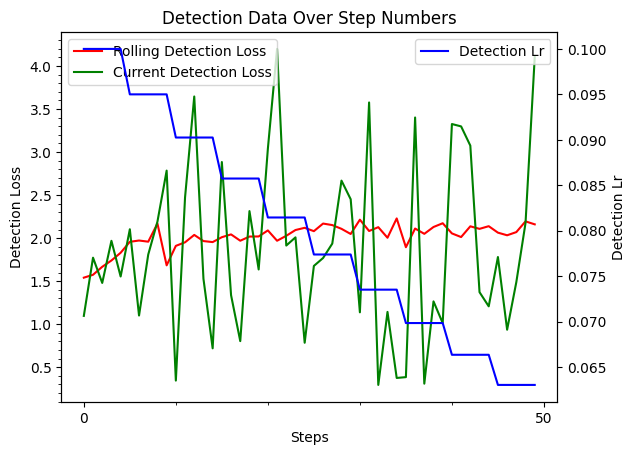 Detection Data Over Step Numbers
Rolling Detection Loss
Current Detection Loss
Detection Lr
4.0
3.5
3.0
2.5
2.0
1.5
1.0
0.5
Detection Loss
0.100
0.095
0.090
0.085
0.080
0.075
0.070
0.065
Detection Lr
0
50
Steps